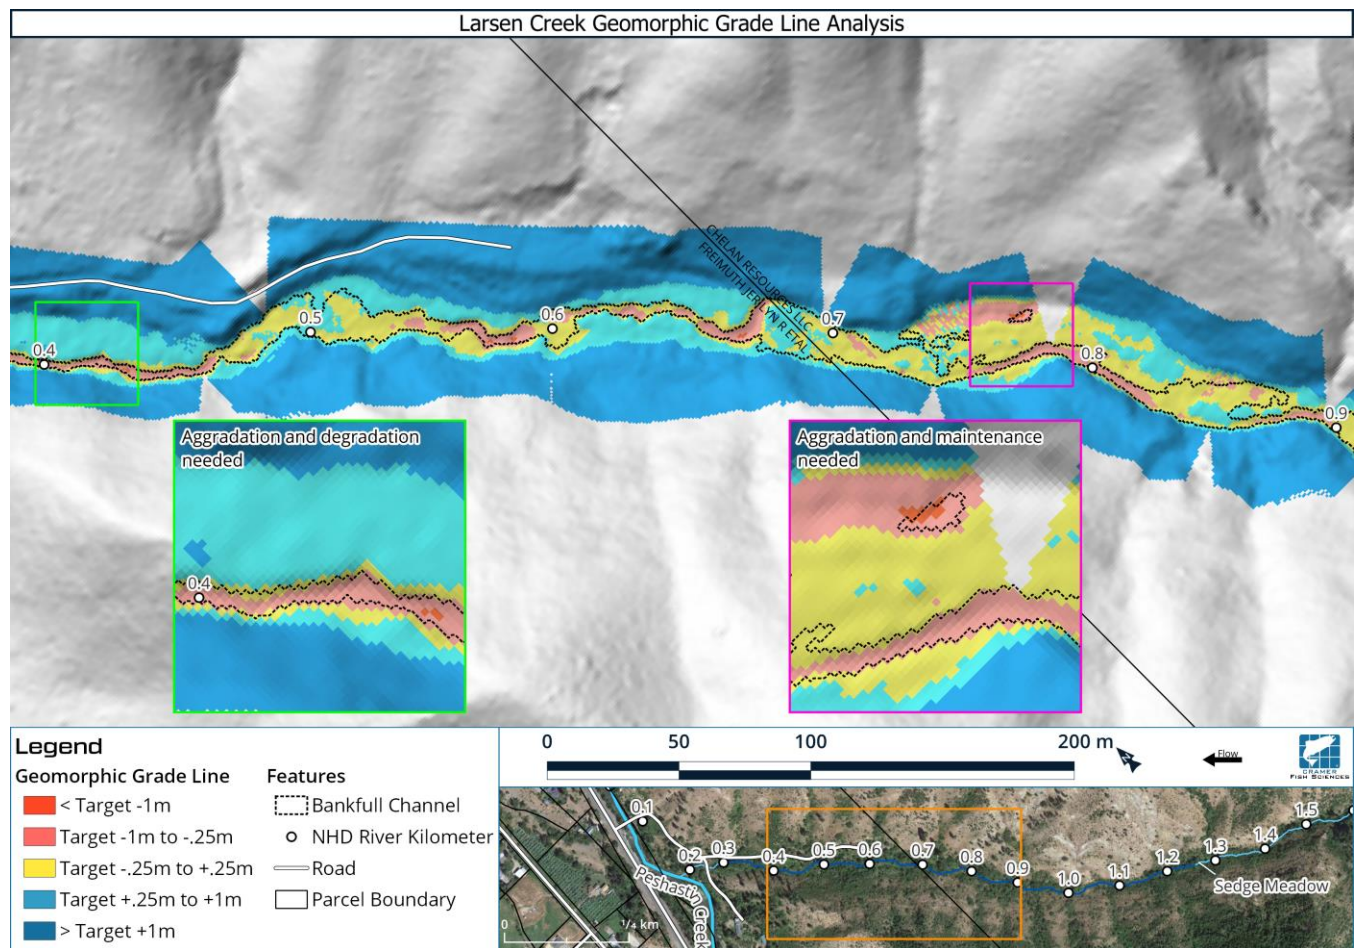 Larsen Creek Geomorphic Grade Line Analysis
CHELAN RESOURCES LLC
FREIMUTH JERILYN R ETAL
0.4
0.5
0.6
0.7
0.8
0.9
Aggradation and degradation
needed
0.4
Aggradation and maintenance
needed
Legend
Geomorphic Grade Line
< Target -1m
Target -1m to -.25m
Target -.25m to +.25m
Target +.25m to +1m
> Target +1m
Features
Bankfull Channel
NHD River Kilometer
Road
Parcel Boundary
0 50 100 200 m
Flow
CRAMER
FISH SCIENCES
0.1
0.2
0.3
0.4
0.5
0.6
0.7
0.8
0.9
1.0
1.1
1.2
1.3
1.4
1.5
Peshastin Creek
Sedge Meadow
0 1/4 km